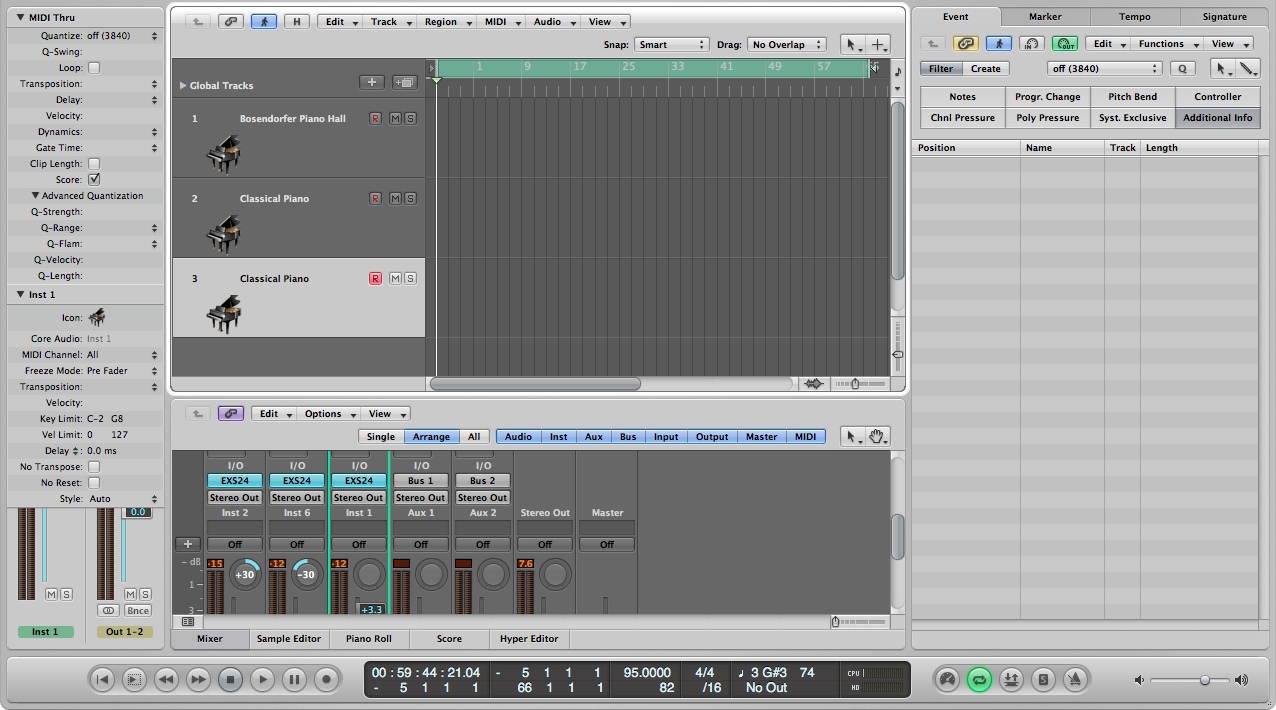 MIDI Thru
Quantize: off (3840)
Q-Swing:
Loop:
Transposition:
Delay:
Velocity:
Dynamics:
Gate Time:
Clip Length:
Score:
Advanced Quantization
Q-Strength:
Q-Range:
Q-Flam:
Q-Velocity:
Q-Length:
Inst 1
Icon:
Core Audio: Inst 1
MIDI Channel: All
Freeze Mode: Pre Fader
Transposition:
Velocity:
Key Limit: C-2 G8
Vel Limit: 0 127
Delay: 0.0 ms
No Transpose:
No Reset:
Style: Auto
0.0
M S M S
Bnce
Inst 1 Out 1-2
H Edit Track Region MIDI Audio View
Snap: Smart Drag: No Overlap
Global Tracks
1 9 17 25 33 41 49 57
1 Bosendorfer Piano Hall R M S
2 Classical Piano R M S
3 Classical Piano R M S
Edit Options View
Single Arrange All Audio Inst Aux Bus Input Output Master MIDI
I/O I/O I/O I/O I/O
EXS24 EXS24 EXS24 Bus 1 Bus 2
Stereo Out Stereo Out Stereo Out Stereo Out Stereo Out
Inst 2 Inst 6 Inst 1 Aux 1 Aux 2 Stereo Out Master
Off Off Off Off Off Off Off
- dB -15 +30 -12 -30 -12 7.6
1
3 +3.3
Mixer Sample Editor Piano Roll Score Hyper Editor
Event Marker Tempo Signature
IN OUT Edit Functions View
Filter Create off (3840) Q
Notes Progr. Change Pitch Bend Controller
Chnl Pressure Poly Pressure Syst. Exclusive Additional Info
Position Name Track Length
00 : 59 : 44 : 21.04 - 5 1 1 1 95.0000 4/4 ♩ 3 G#3 74 CPU
- 5 1 1 1 66 1 1 1 82 /16 No Out HD
S